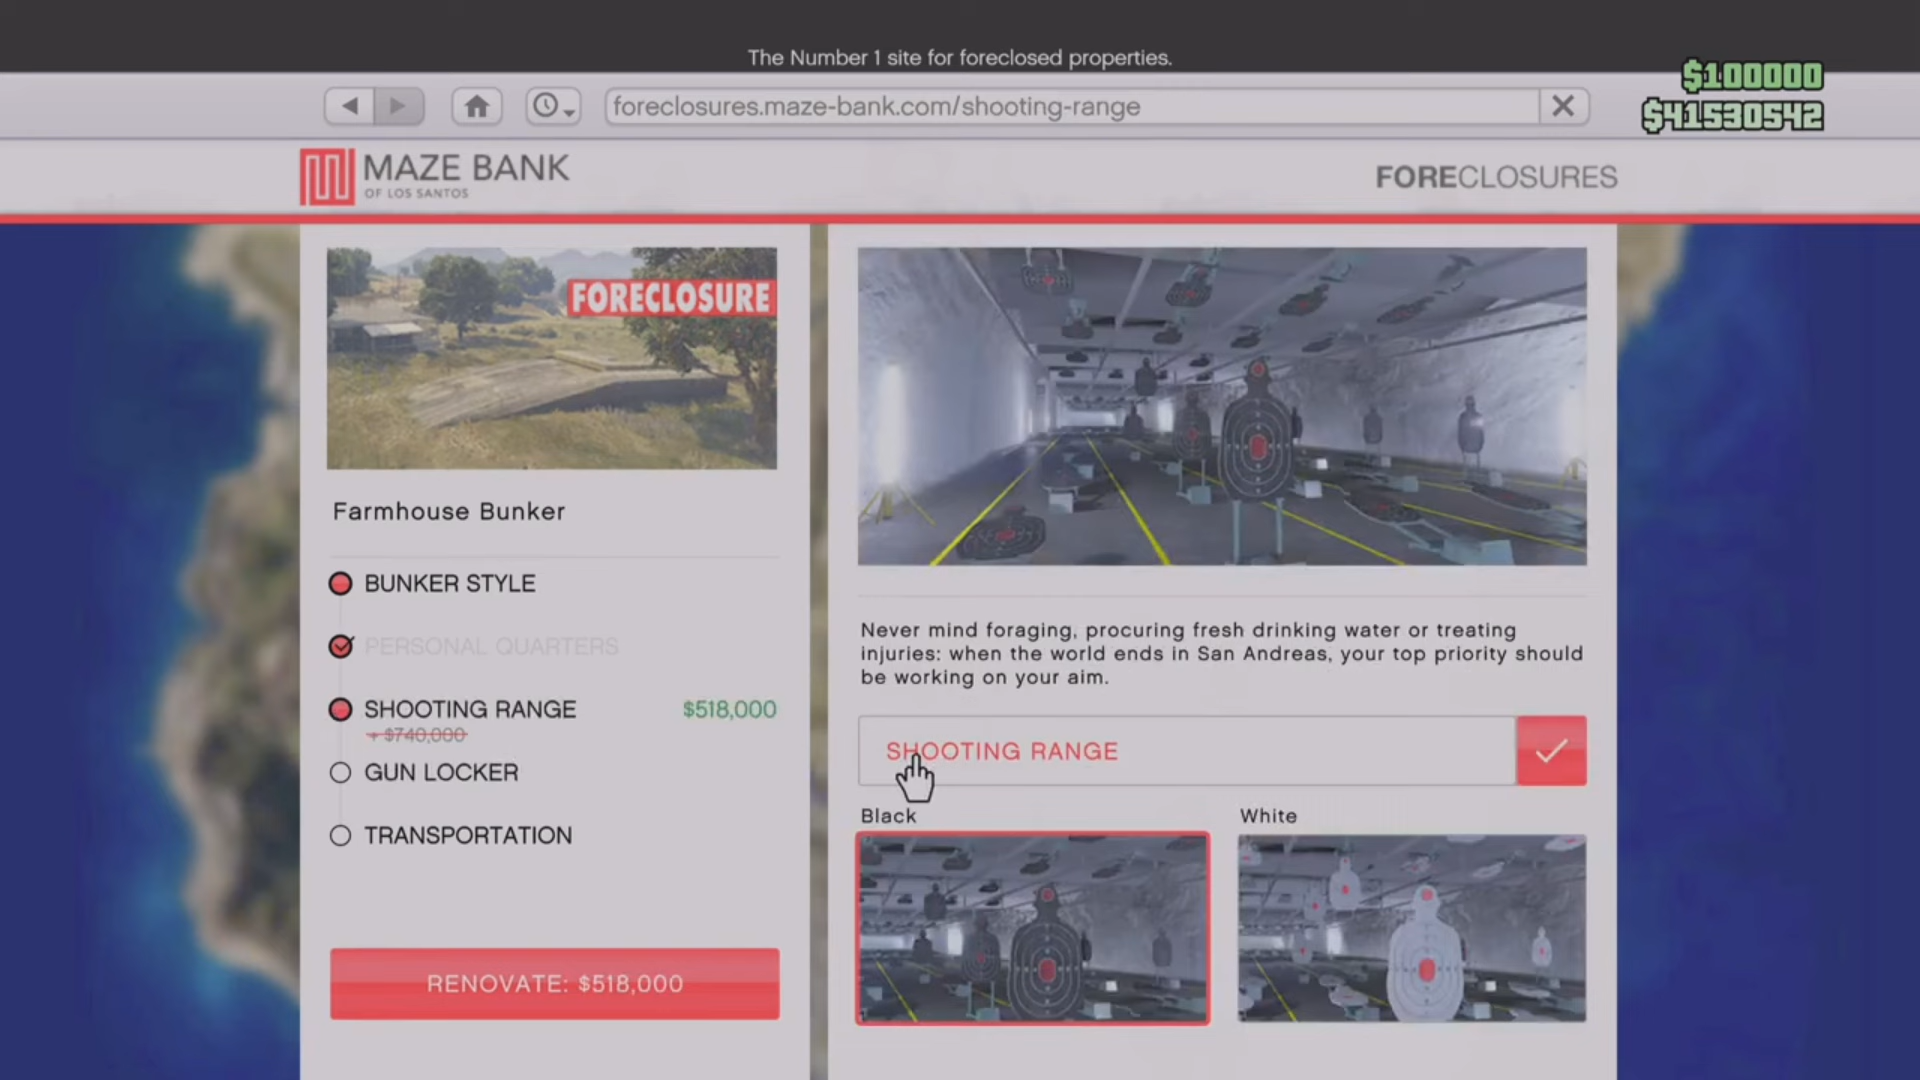 The Number 1 site for foreclosed properties.
$100000
$41530542
foreclosures.maze-bank.com/shooting-range
MAZE BANK
OF LOS SANTOS
FORECLOSURES
FORECLOSURE
Farmhouse Bunker
BUNKER STYLE
PERSONAL QUARTERS
SHOOTING RANGE $518,000
+ $740,000
GUN LOCKER
TRANSPORTATION
RENOVATE: $518,000
Never mind foraging, procuring fresh drinking water or treating
injuries: when the world ends in San Andreas, your top priority should
be working on your aim.
SHOOTING RANGE
Black
White